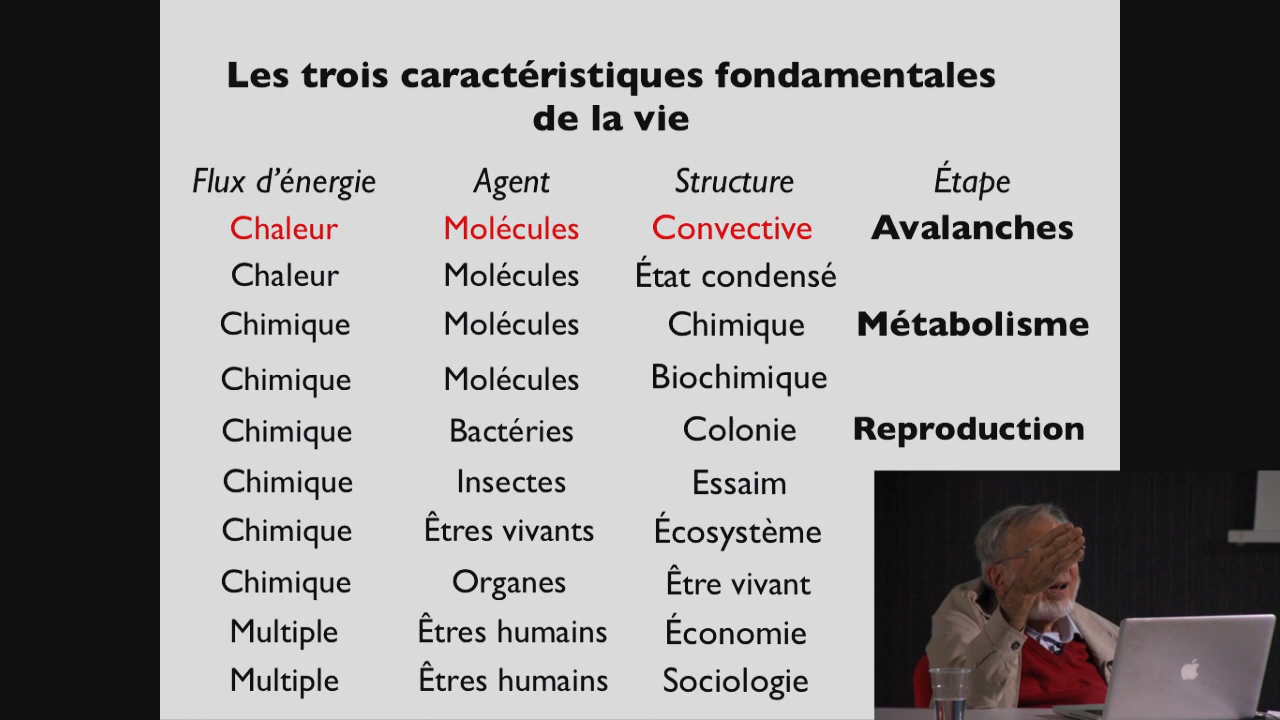 Les trois caractéristiques fondamentales
de la vie
Flux d'énergie Agent Structure Étape
Chaleur Molécules Convective Avalanches
Chaleur Molécules État condensé
Chimique Molécules Chimique Métabolisme
Chimique Molécules Biochimique
Chimique Bactéries Colonie Reproduction
Chimique Insectes Essaim
Chimique Êtres vivants Écosystème
Chimique Organes Être vivant
Multiple Êtres humains Économie
Multiple Êtres humains Sociologie